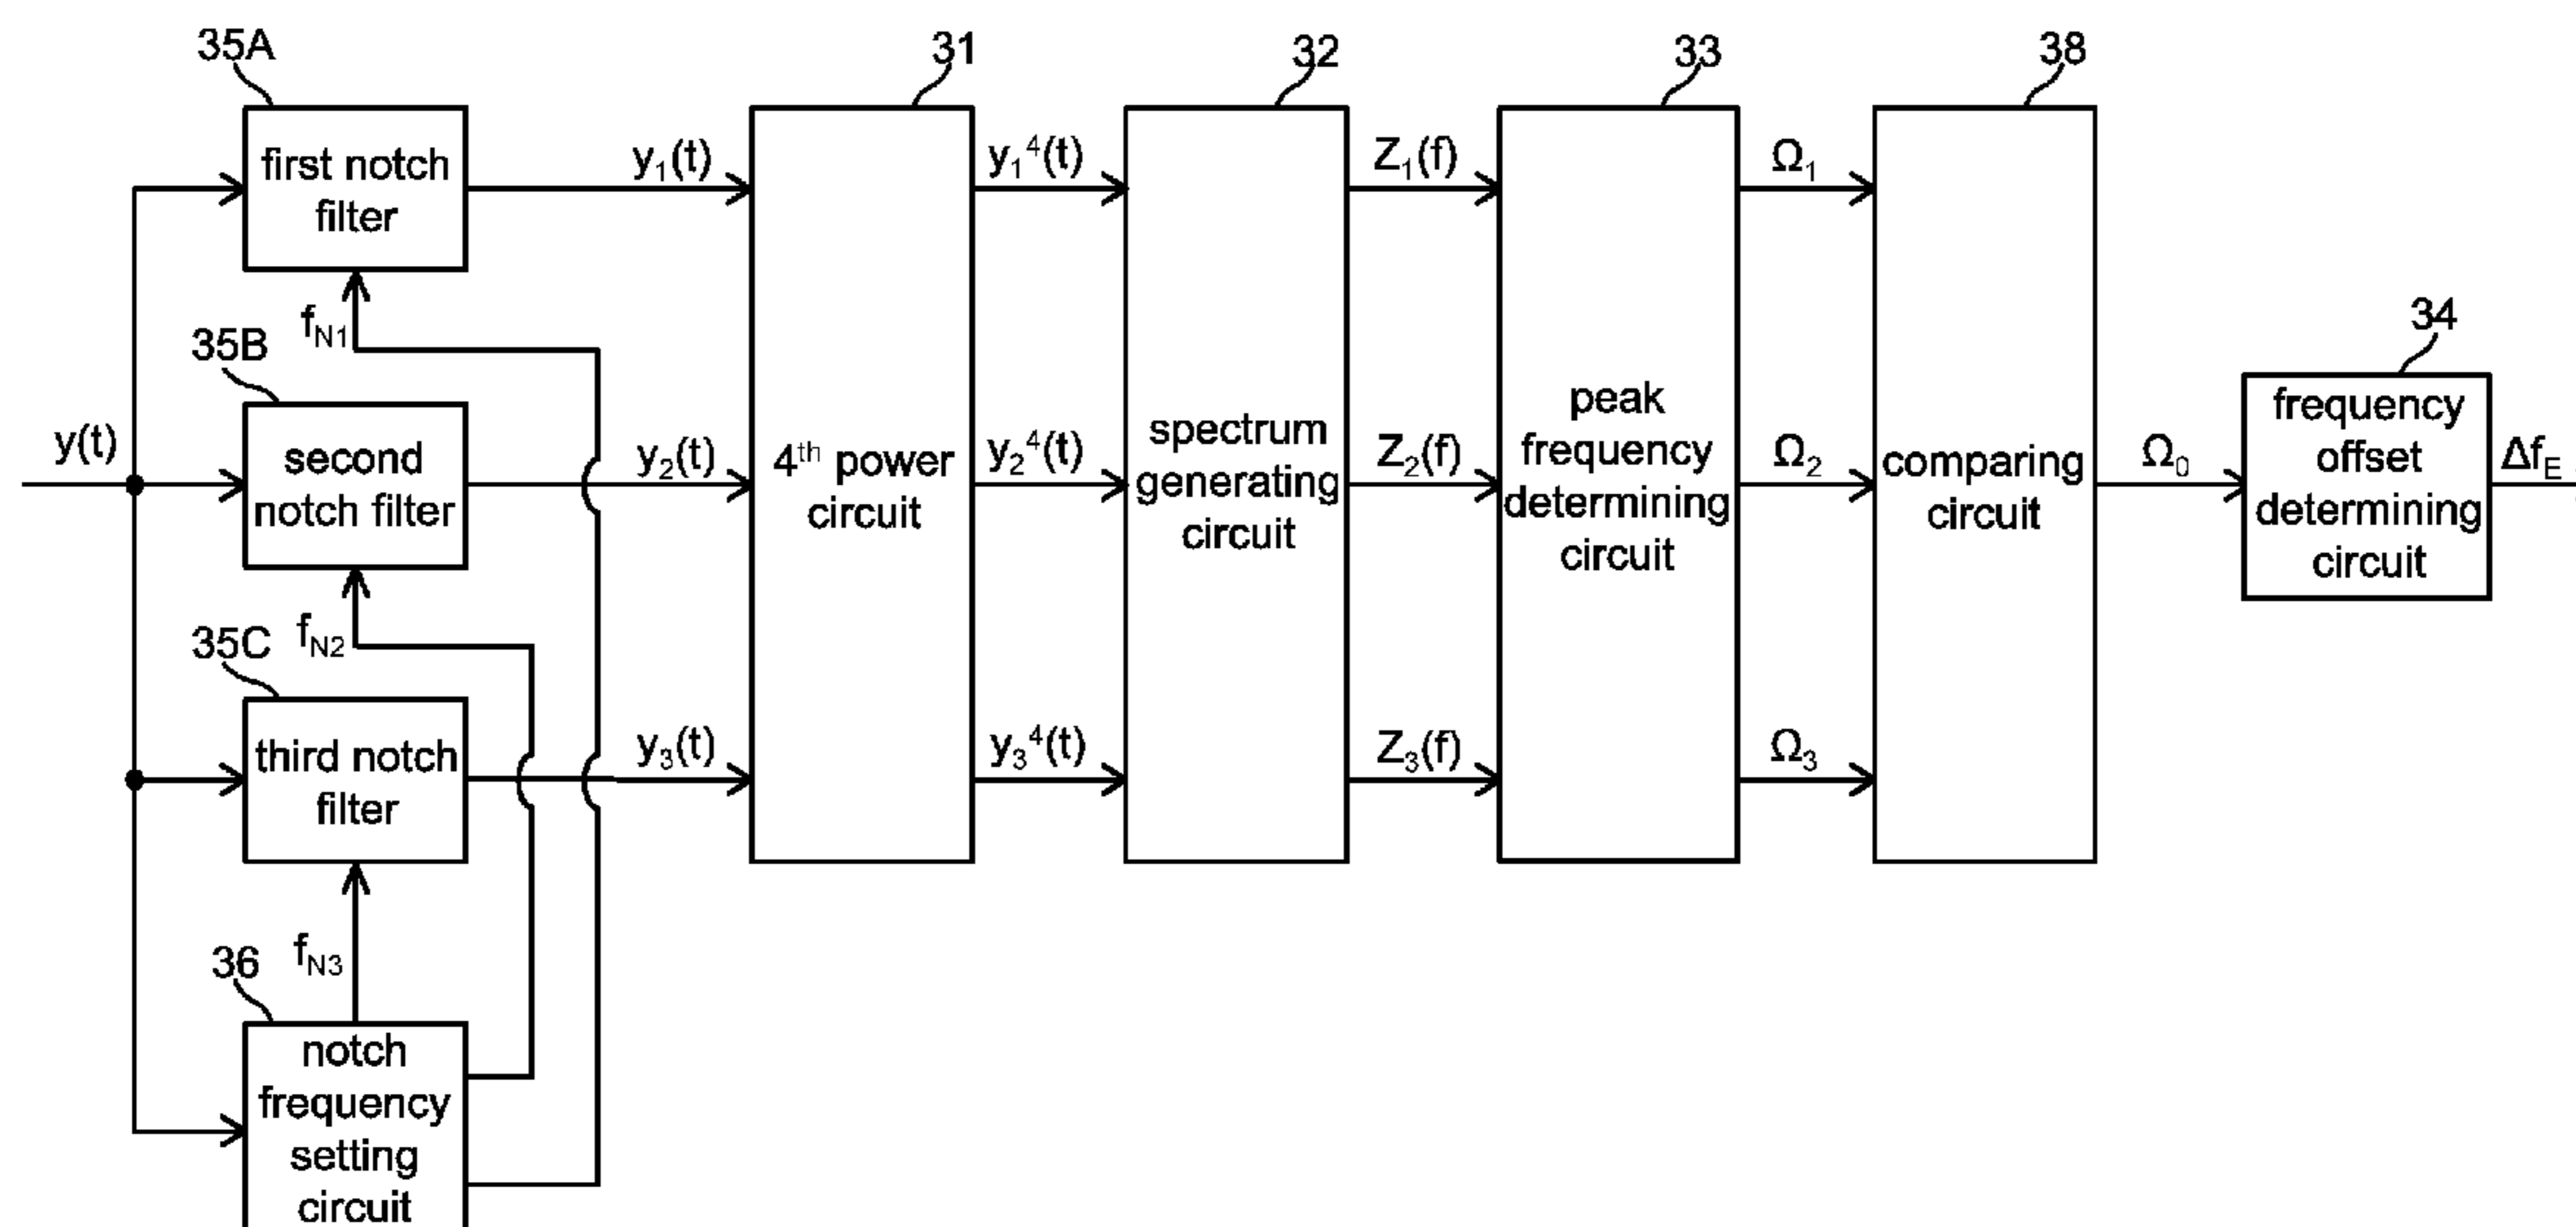 35A
31
32
33
38
first notch
filter
y₁(t)
y₁⁴(t)
Z₁(f)
Ω₁
fN1
35B
34
y(t)
second
notch filter
y₂(t)
4th power
circuit
y₂⁴(t)
spectrum
generating
circuit
Z₂(f)
peak
frequency
determining
circuit
Ω₂
comparing
circuit
Ω₀
frequency
offset
determining
circuit
ΔfE
fN2
35C
third notch
filter
y₃(t)
y₃⁴(t)
Z₃(f)
Ω₃
fN3
36
notch
frequency
setting
circuit